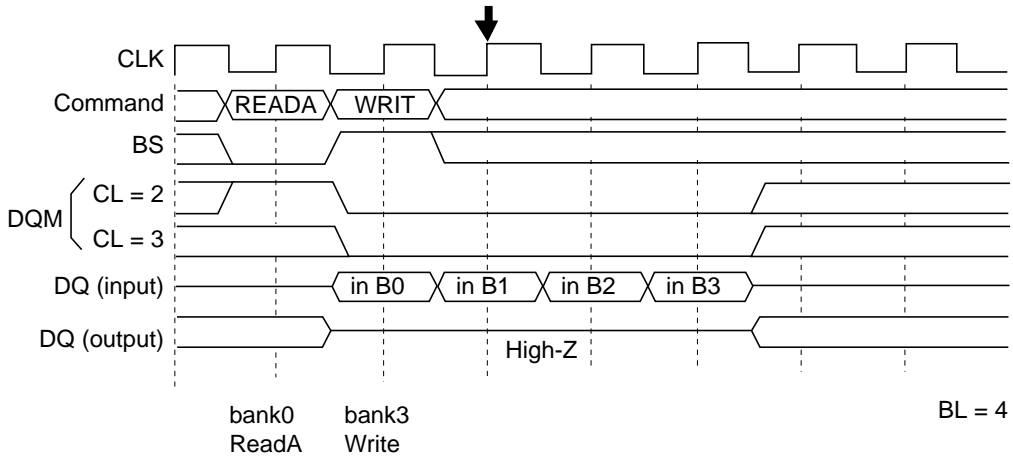 CLK
Command READA WRIT
BS
DQM
CL = 2
CL = 3
DQ (input) in B0 in B1 in B2 in B3
DQ (output)
High-Z
bank0 bank3 BL = 4
ReadA Write